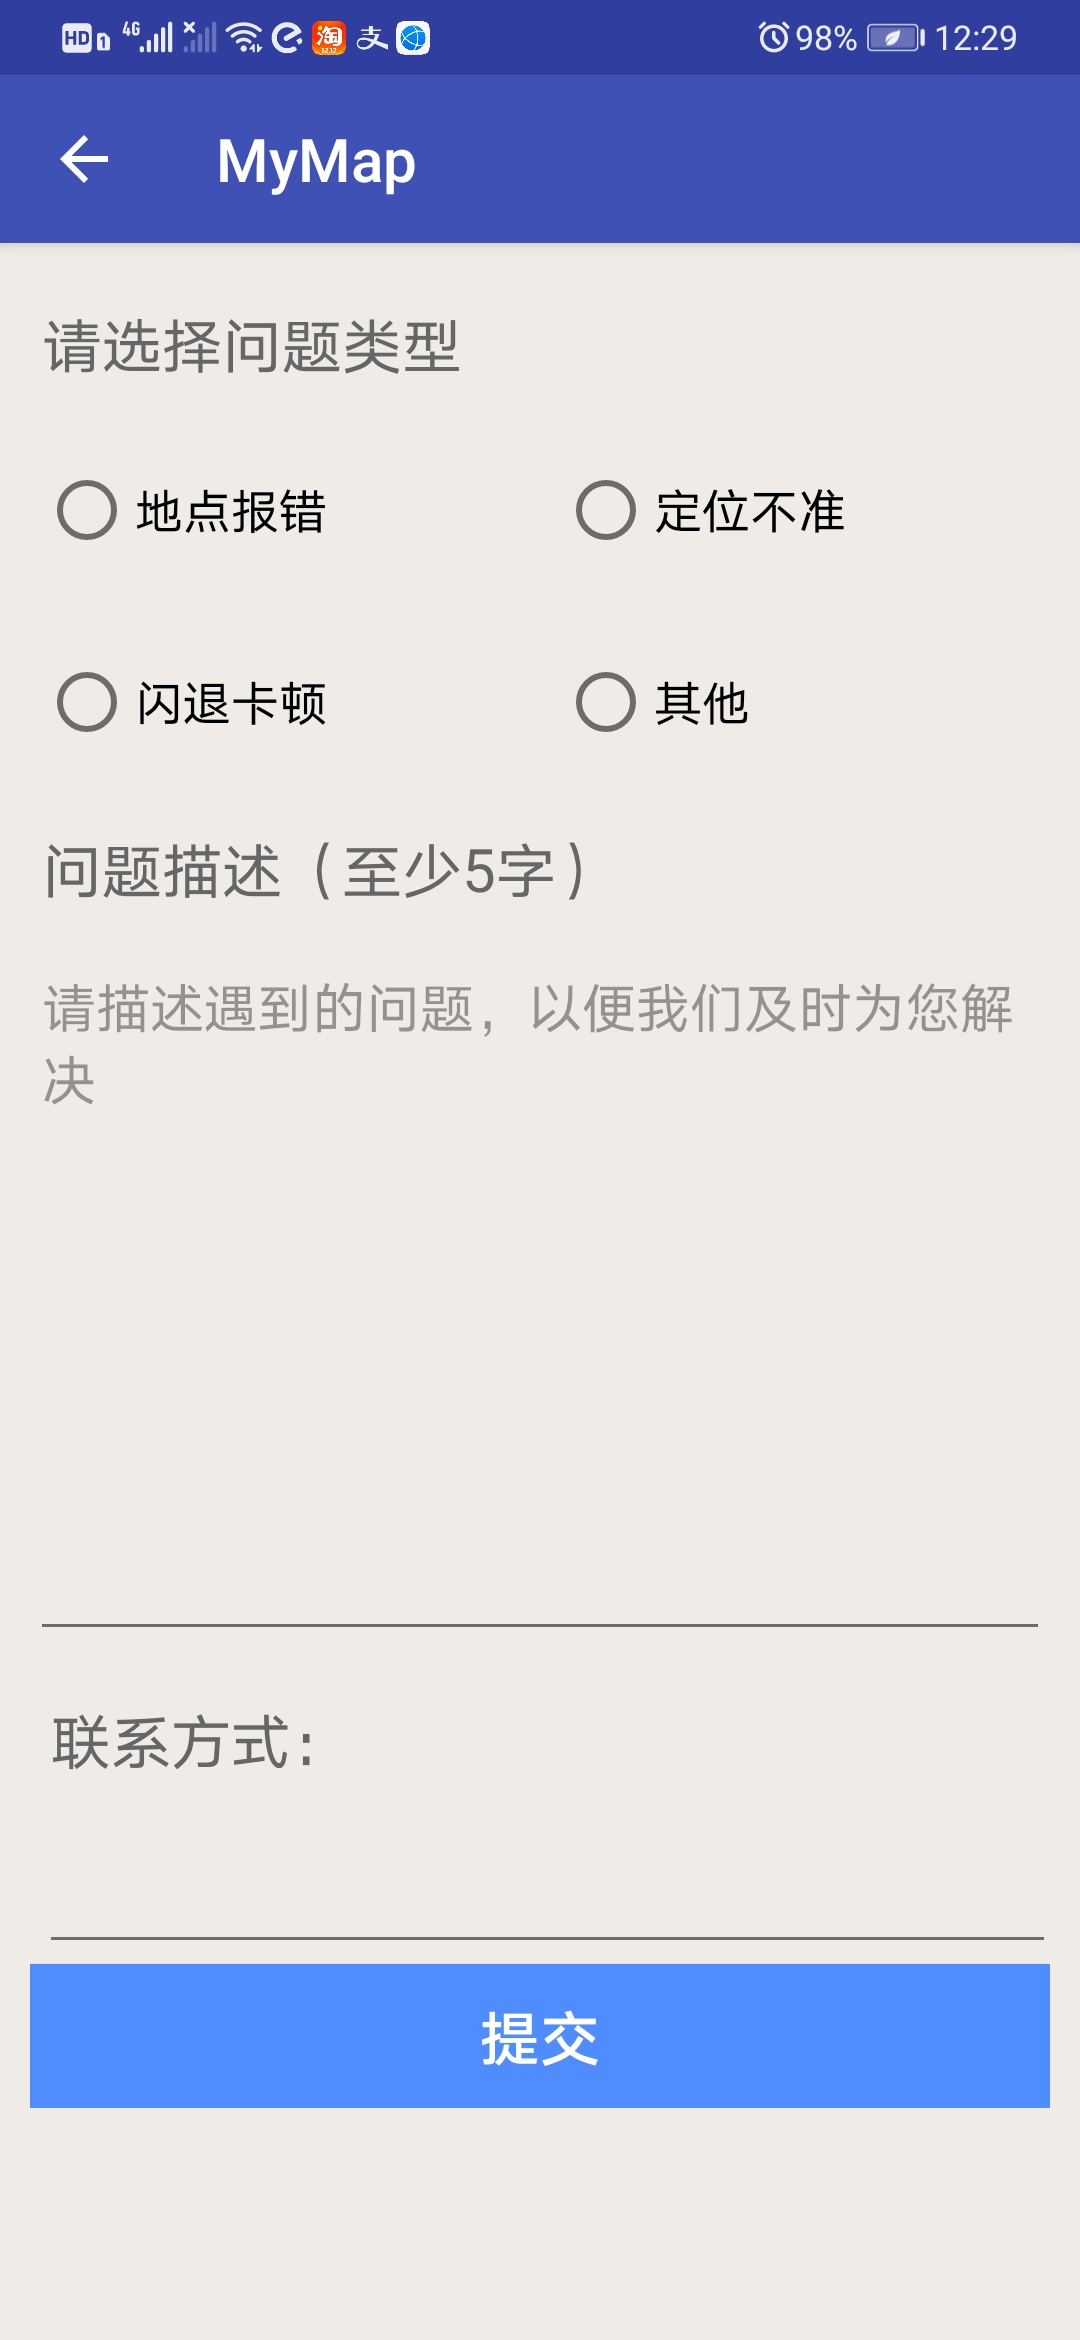 HD 1 4G 淘 12.12 支 98% 12:29
MyMap
请选择问题类型
地点报错 定位不准
闪退卡顿 其他
问题描述（至少5字）
请描述遇到的问题，以便我们及时为您解
决
联系方式：
提交